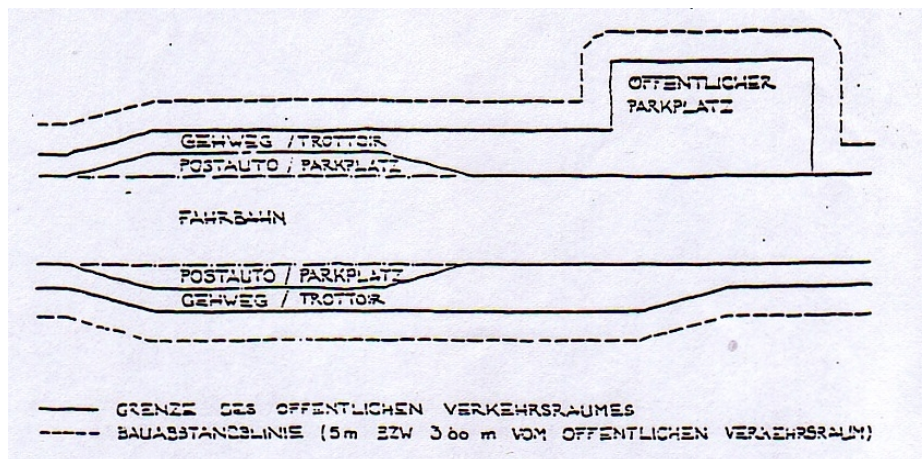 OFFENTLICHER
PARKPLATZ
GEHWEG / TROTTOIR
POSTAUTO / PARKPLATZ
FAHRBAHN
POSTAUTO / PARKPLATZ
GEHWEG / TROTTOIR
GRENZE DES OFFENTLICHEN VERKEHRSRAUMES
BAUABSTANDSLINIE (5m BZW 3.00 m VOM OFFENTLICHEN VERKEHRSRAUM)